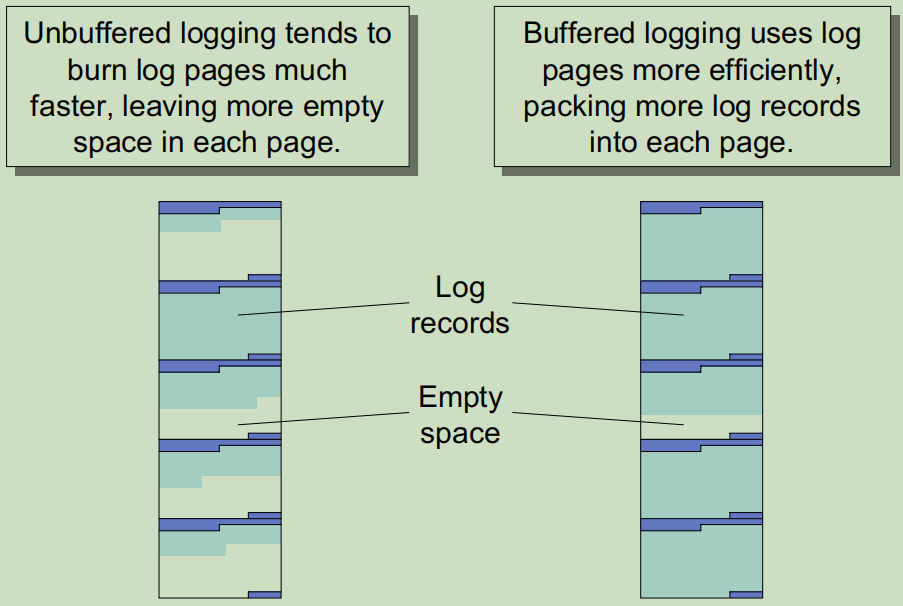 Unbuffered logging tends to
burn log pages much
faster, leaving more empty
space in each page.
Buffered logging uses log
pages more efficiently,
packing more log records
into each page.
Log
records
Empty
space